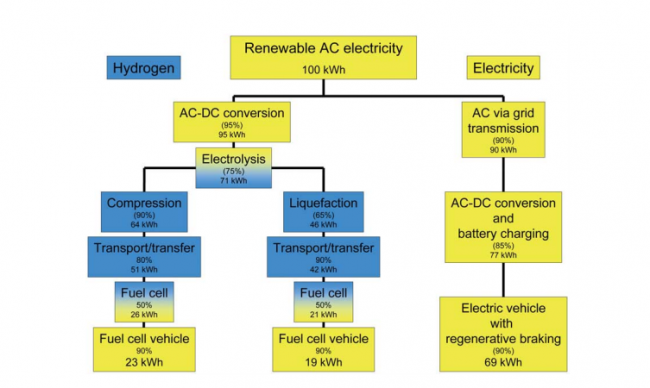 Renewable AC electricity
100 kWh
Hydrogen
Electricity
AC-DC conversion
(95%)
95 kWh
Electrolysis
(75%)
71 kWh
Compression
(90%)
64 kWh
Transport/transfer
80%
51 kWh
Fuel cell
50%
26 kWh
Fuel cell vehicle
90%
23 kWh
Liquefaction
(65%)
46 kWh
Transport/transfer
90%
42 kWh
Fuel cell
50%
21 kWh
Fuel cell vehicle
90%
19 kWh
AC via grid
transmission
(90%)
90 kWh
AC-DC conversion
and
battery charging
(85%)
77 kWh
Electric vehicle
with
regenerative braking
(90%)
69 kWh